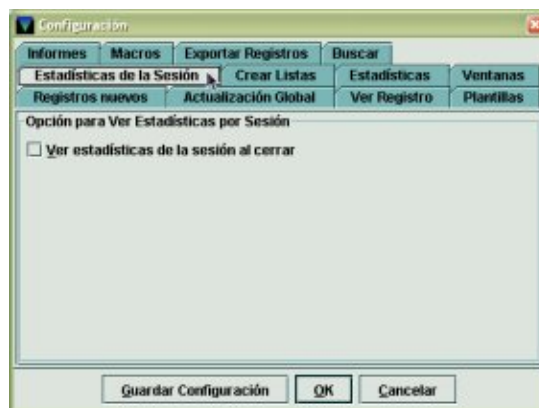 Configuración
Informes Macros Exportar Registros Buscar
Estadísticas de la Sesión Crear Listas Estadísticas Ventanas
Registros nuevos Actualización Global Ver Registro Plantillas
Opción para Ver Estadísticas por Sesión
Ver estadísticas de la sesión al cerrar
Guardar Configuración OK Cancelar